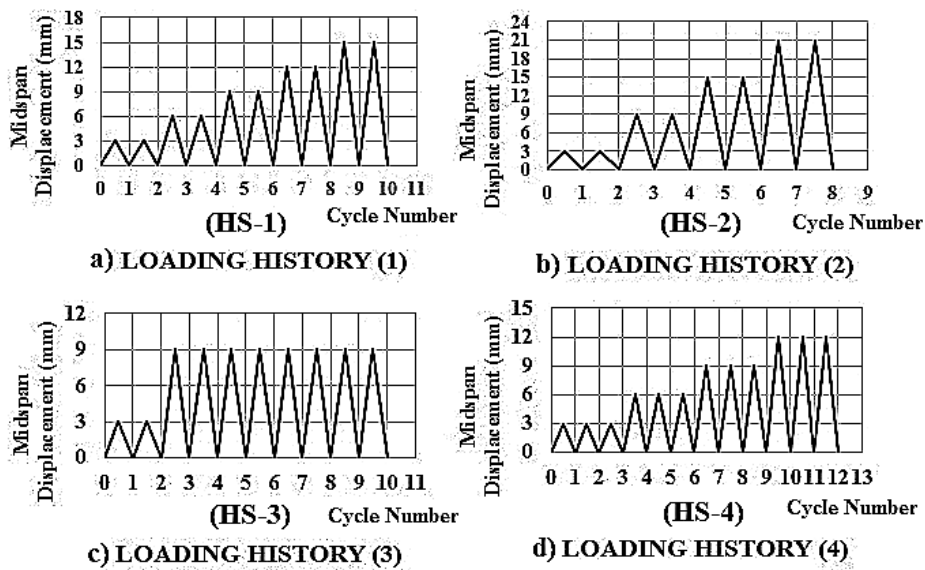 18
15
12
9
6
3
0
Midspan
Displacement (mm)
0 1 2 3 4 5 6 7 8 9 10 11
(HS-1) Cycle Number
a) LOADING HISTORY (1)
24
21
18
15
12
9
6
3
0
Midspan
Displacement (mm)
0 1 2 3 4 5 6 7 8 9
(HS-2) Cycle Number
b) LOADING HISTORY (2)
12
9
6
3
0
Midspan
Displacement (mm)
0 1 2 3 4 5 6 7 8 9 10 11
(HS-3) Cycle Number
c) LOADING HISTORY (3)
15
12
9
6
3
0
Midspan
Displacement (mm)
0 1 2 3 4 5 6 7 8 9 10 11 12 13
(HS-4) Cycle Number
d) LOADING HISTORY (4)